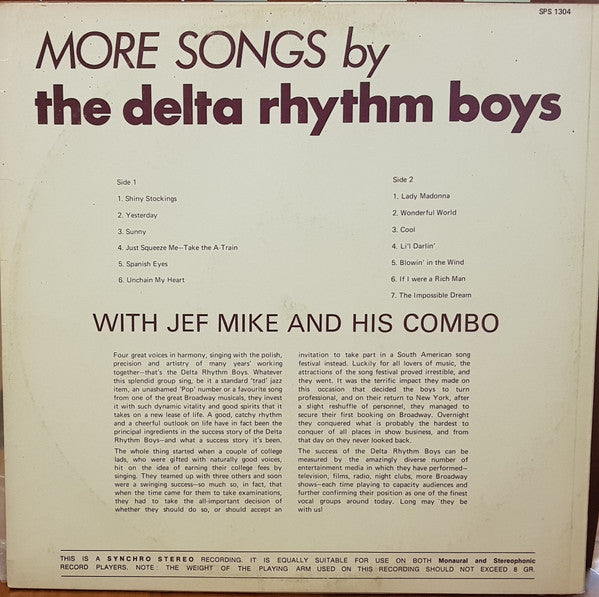 SPS 1304
MORE SONGS by
the delta rhythm boys
Side 1
1. Shiny Stockings
2. Yesterday
3. Sunny
4. Just Squeeze Me—Take the A-Train
5. Spanish Eyes
6. Unchain My Heart
Side 2
1. Lady Madonna
2. Wonderful World
3. Cool
4. Li'l Darlin'
5. Blowin' in the Wind
6. If I were a Rich Man
7. The Impossible Dream
WITH JEF MIKE AND HIS COMBO
Four great voices in harmony, singing with the polish,
precision and artistry of many years' working
together—that's the Delta Rhythm Boys. Whatever
this splendid group sing, be it a standard 'trad' jazz
item, an unashamed 'Pop' number or a favourite song
from one of the great Broadway musicals, they invest
it with such dynamic vitality and good spirits that it
takes on a new lease of life. A good, catchy rhythm
and a cheerful outlook on life have in fact been the
principal ingredients in the success story of the Delta
Rhythm Boys—and what a success story it's been.
The whole thing started when a couple of college
lads, who were gifted with naturally good voices,
hit on the idea of earning their college fees by
singing. They teamed up with three others and soon
were a swinging success—so much so, in fact, that
when the time came for them to take examinations,
they had to take the all-important decision of
whether they should do so, or should accept an
invitation to take part in a South American song
festival instead. Luckily for all lovers of music, the
attractions of the song festival proved irrestible, and
they went. It was the terrific impact they made on
this occasion that decided the boys to turn
professional, and on their return to New York, after
a slight reshuffle of personnel, they managed to
secure their first booking on Broadway. Overnight
they conquered what is probably the hardest to
conquer of all places in show business, and from
that day on they never looked back.
The success of the Delta Rhythm Boys can be
measured by the amazingly diverse number of
entertainment media in which they have performed—
television, films, radio, night clubs, more Broadway
shows—each time playing to capacity audiences and
further confirming their position as one of the finest
vocal groups around today. Long may they be
with us!
THIS IS A SYNCHRO STEREO RECORDING. IT IS EQUALLY SUITABLE FOR USE ON BOTH Monaural and Stereophonic
RECORD PLAYERS. NOTE: THE WEIGHT OF THE PLAYING ARM USED ON THIS RECORDING SHOULD NOT EXCEED 8 GR.